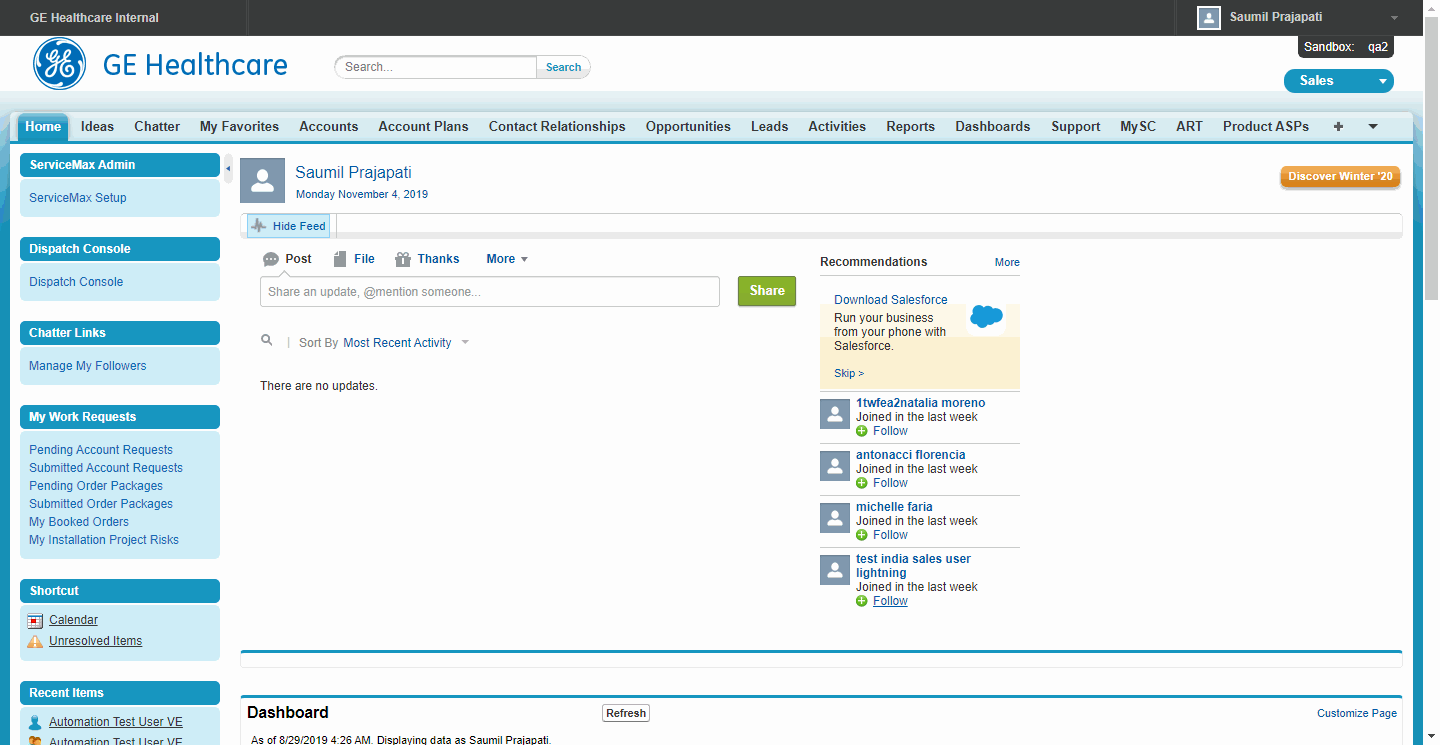 GE Healthcare Internal
Saumil Prajapati
Sandbox: qa2
GE Healthcare
Search...
Search
Sales
Home Ideas Chatter My Favorites Accounts Account Plans Contact Relationships Opportunities Leads Activities Reports Dashboards Support MySC ART Product ASPs +
ServiceMax Admin
ServiceMax Setup
Dispatch Console
Dispatch Console
Chatter Links
Manage My Followers
My Work Requests
Pending Account Requests
Submitted Account Requests
Pending Order Packages
Submitted Order Packages
My Booked Orders
My Installation Project Risks
Shortcut
Calendar
Unresolved Items
Recent Items
Automation Test User VE
Automation Test User VE
Saumil Prajapati
Monday November 4, 2019
Discover Winter '20
Hide Feed
Post File Thanks More
Share an update, @mention someone...
Share
Sort By Most Recent Activity
There are no updates.
Recommendations More
Download Salesforce
Run your business
from your phone with
Salesforce.
Skip >
1twfea2natalia moreno
Joined in the last week
Follow
antonacci florencia
Joined in the last week
Follow
michelle faria
Joined in the last week
Follow
test india sales user
lightning
Joined in the last week
Follow
Dashboard
Refresh
Customize Page
As of 8/29/2019 4:26 AM. Displaying data as Saumil Prajapati.